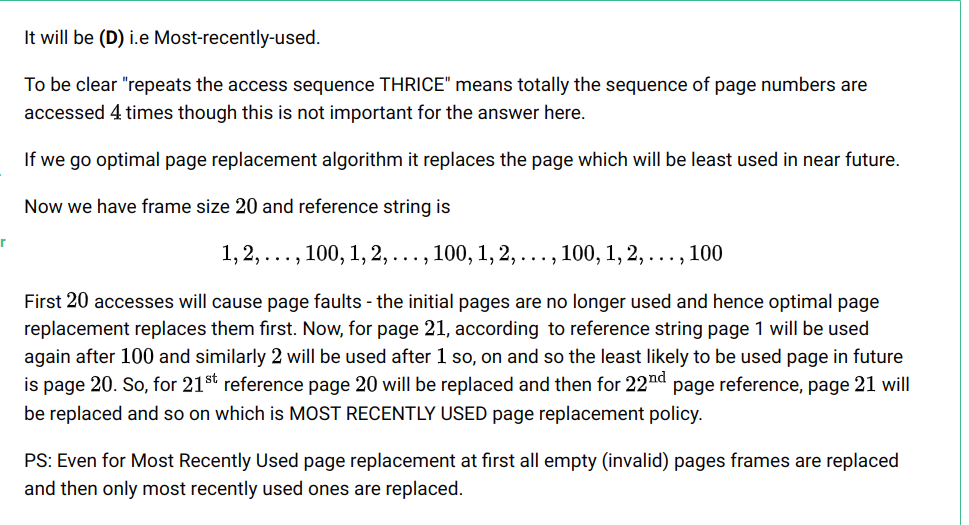 It will be (D) i.e Most-recently-used.
To be clear "repeats the access sequence THRICE" means totally the sequence of page numbers are
accessed 4 times though this is not important for the answer here.
If we go optimal page replacement algorithm it replaces the page which will be least used in near future.
Now we have frame size 20 and reference string is
r
1, 2, . . . , 100, 1, 2, . . . , 100, 1, 2, . . . , 100, 1, 2, . . . , 100
First 20 accesses will cause page faults - the initial pages are no longer used and hence optimal page
replacement replaces them first. Now, for page 21, according to reference string page 1 will be used
again after 100 and similarly 2 will be used after 1 so, on and so the least likely to be used page in future
is page 20. So, for 21st reference page 20 will be replaced and then for 22nd page reference, page 21 will
be replaced and so on which is MOST RECENTLY USED page replacement policy.
PS: Even for Most Recently Used page replacement at first all empty (invalid) pages frames are replaced
and then only most recently used ones are replaced.